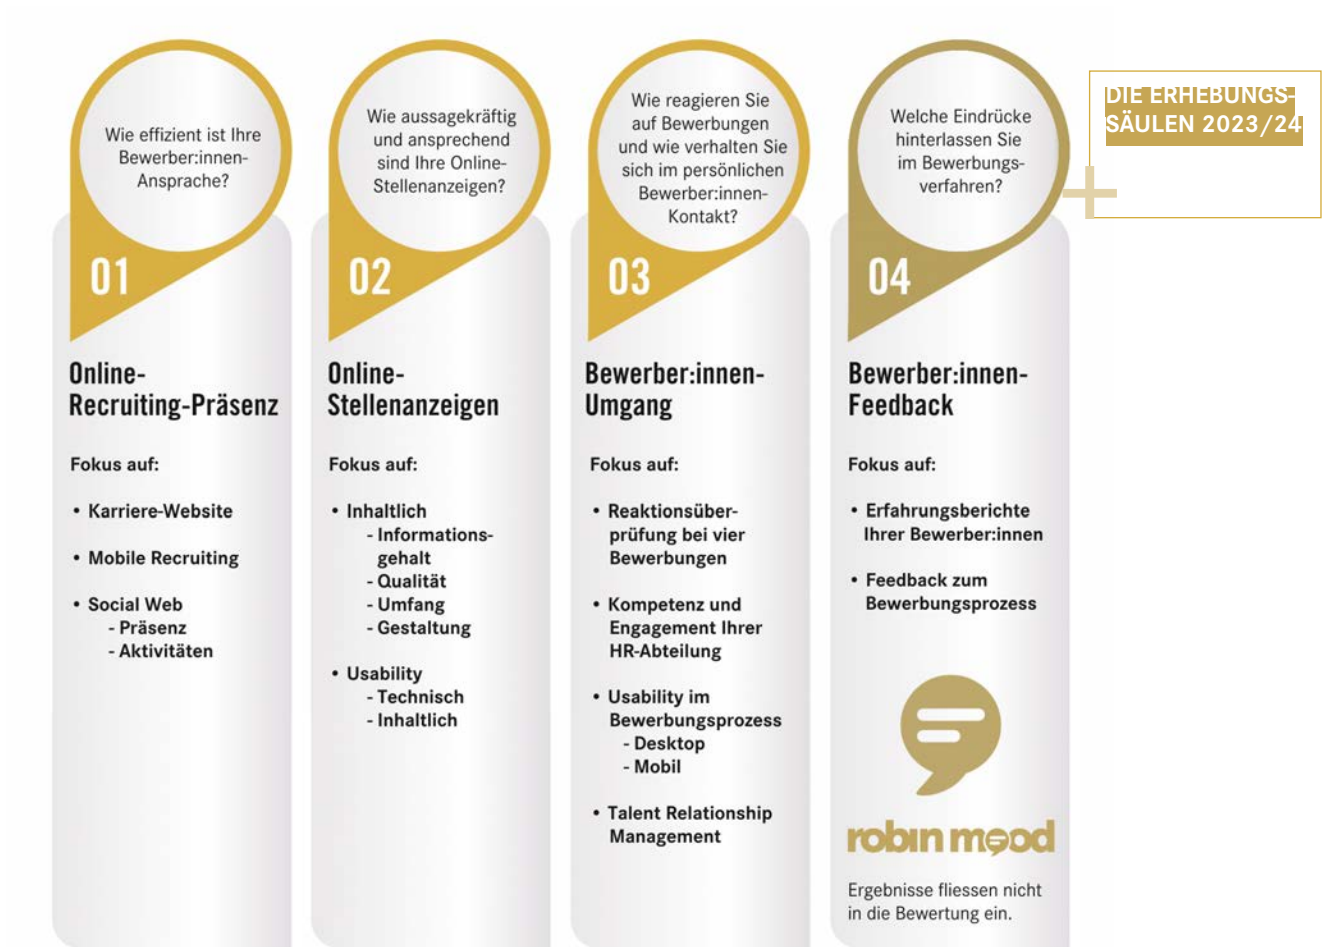 DIE ERHEBUNGS-
SÄULEN 2023/24
Wie effizient ist Ihre
Bewerber:innen-
Ansprache?
01
Online-
Recruiting-Präsenz
Fokus auf:
• Karriere-Website
• Mobile Recruiting
• Social Web
- Präsenz
- Aktivitäten
Wie aussagekräftig
und ansprechend
sind Ihre Online-
Stellenanzeigen?
02
Online-
Stellenanzeigen
Fokus auf:
• Inhaltlich
- Informations-
gehalt
- Qualität
- Umfang
- Gestaltung
• Usability
- Technisch
- Inhaltlich
Wie reagieren Sie
auf Bewerbungen
und wie verhalten Sie
sich im persönlichen
Bewerber:innen-
Kontakt?
03
Bewerber:innen-
Umgang
Fokus auf:
• Reaktionsüber-
prüfung bei vier
Bewerbungen
• Kompetenz und
Engagement Ihrer
HR-Abteilung
• Usability im
Bewerbungsprozess
- Desktop
- Mobil
• Talent Relationship
Management
Welche Eindrücke
hinterlassen Sie
im Bewerbungs-
verfahren?
04
Bewerber:innen-
Feedback
Fokus auf:
• Erfahrungsberichte
Ihrer Bewerber:innen
• Feedback zum
Bewerbungsprozess
robin mood
Ergebnisse fliessen nicht
in die Bewertung ein.